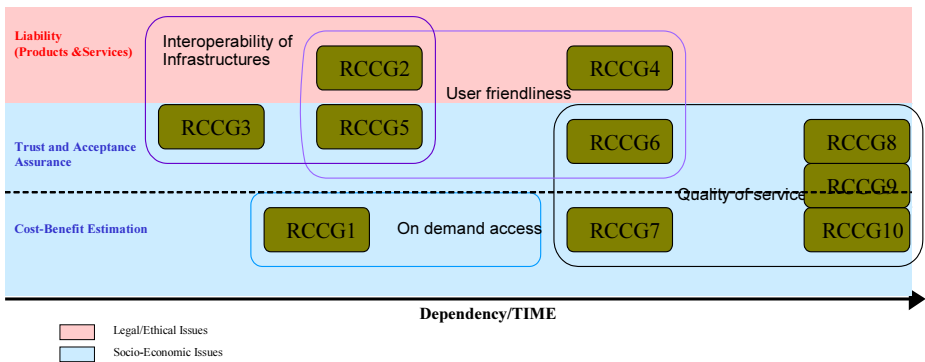 Liability
(Products &Services)
Interoperability of
Infrastructures
RCCG2
RCCG4
User friendliness
RCCG3
RCCG5
RCCG6
RCCG8
Trust and Acceptance
Assurance
RCCG9
Quality of service
Cost-Benefit Estimation
RCCG1
On demand access
RCCG7
RCCG10
Dependency/TIME
Legal/Ethical Issues
Socio-Economic Issues